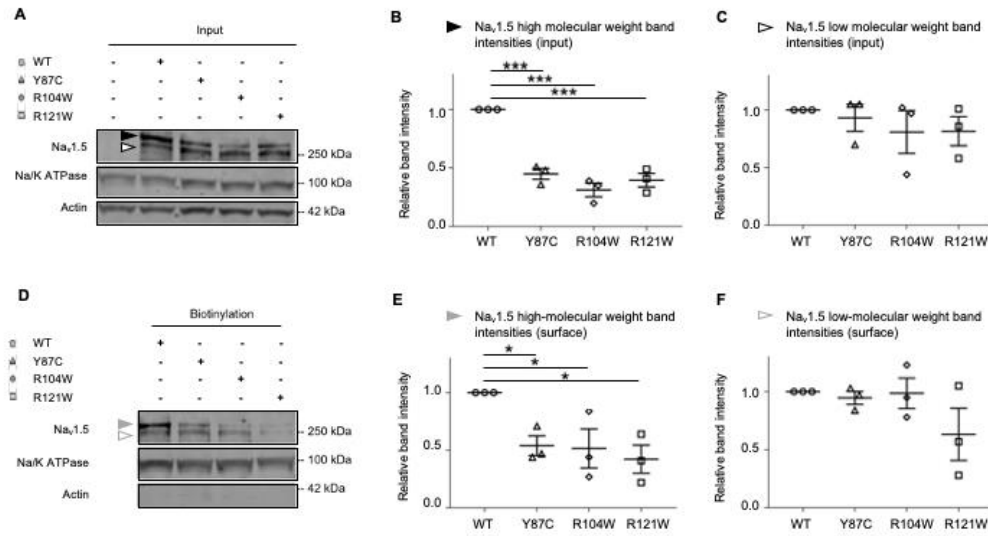 A
Input
WT - + - - -
Y87C - - + - -
R104W - - - + -
R121W - - - - +
Naᵥ1.5
250 kDa
Na/K ATPase
100 kDa
Actin
42 kDa
B
Naᵥ1.5 high molecular weight band
intensities (input)
***
***
***
Relative band intensity
1.0
0.5
0.0
WT Y87C R104W R121W
C
Naᵥ1.5 low molecular weight band
intensities (input)
Relative band intensity
1.0
0.5
0.0
WT Y87C R104W R121W
D
Biotinylation
WT + - - -
Y87C - + - -
R104W - - + -
R121W - - - +
Naᵥ1.5
250 kDa
Na/K ATPase
100 kDa
Actin
42 kDa
E
Naᵥ1.5 high-molecular weight band
intensities (surface)
*
*
*
Relative band intensity
1.0
0.5
0.0
WT Y87C R104W R121W
F
Naᵥ1.5 low-molecular weight band
intensities (surface)
Relative band intensity
1.0
0.5
0.0
WT Y87C R104W R121W